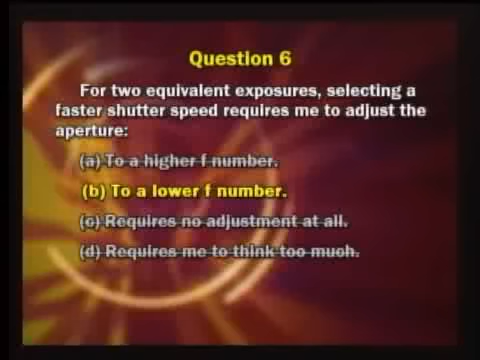 Question 6
For two equivalent exposures, selecting a
faster shutter speed requires me to adjust the
aperture:
(a) To a higher f number.
(b) To a lower f number.
(c) Requires no adjustment at all.
(d) Requires me to think too much.